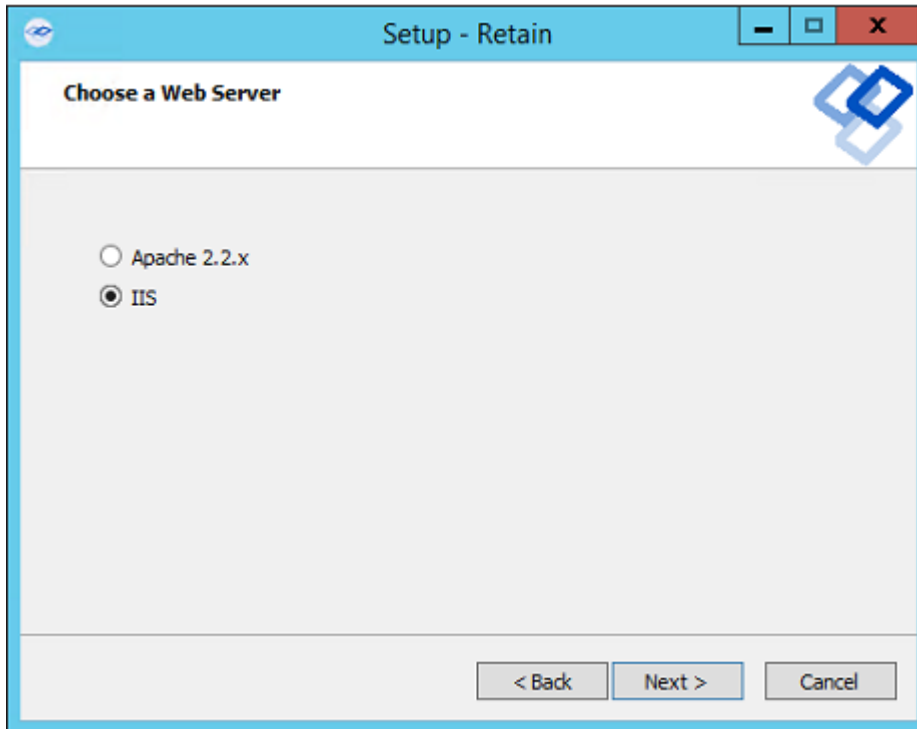 Setup - Retain
Choose a Web Server
Apache 2.2.x
IIS
< Back Next > Cancel